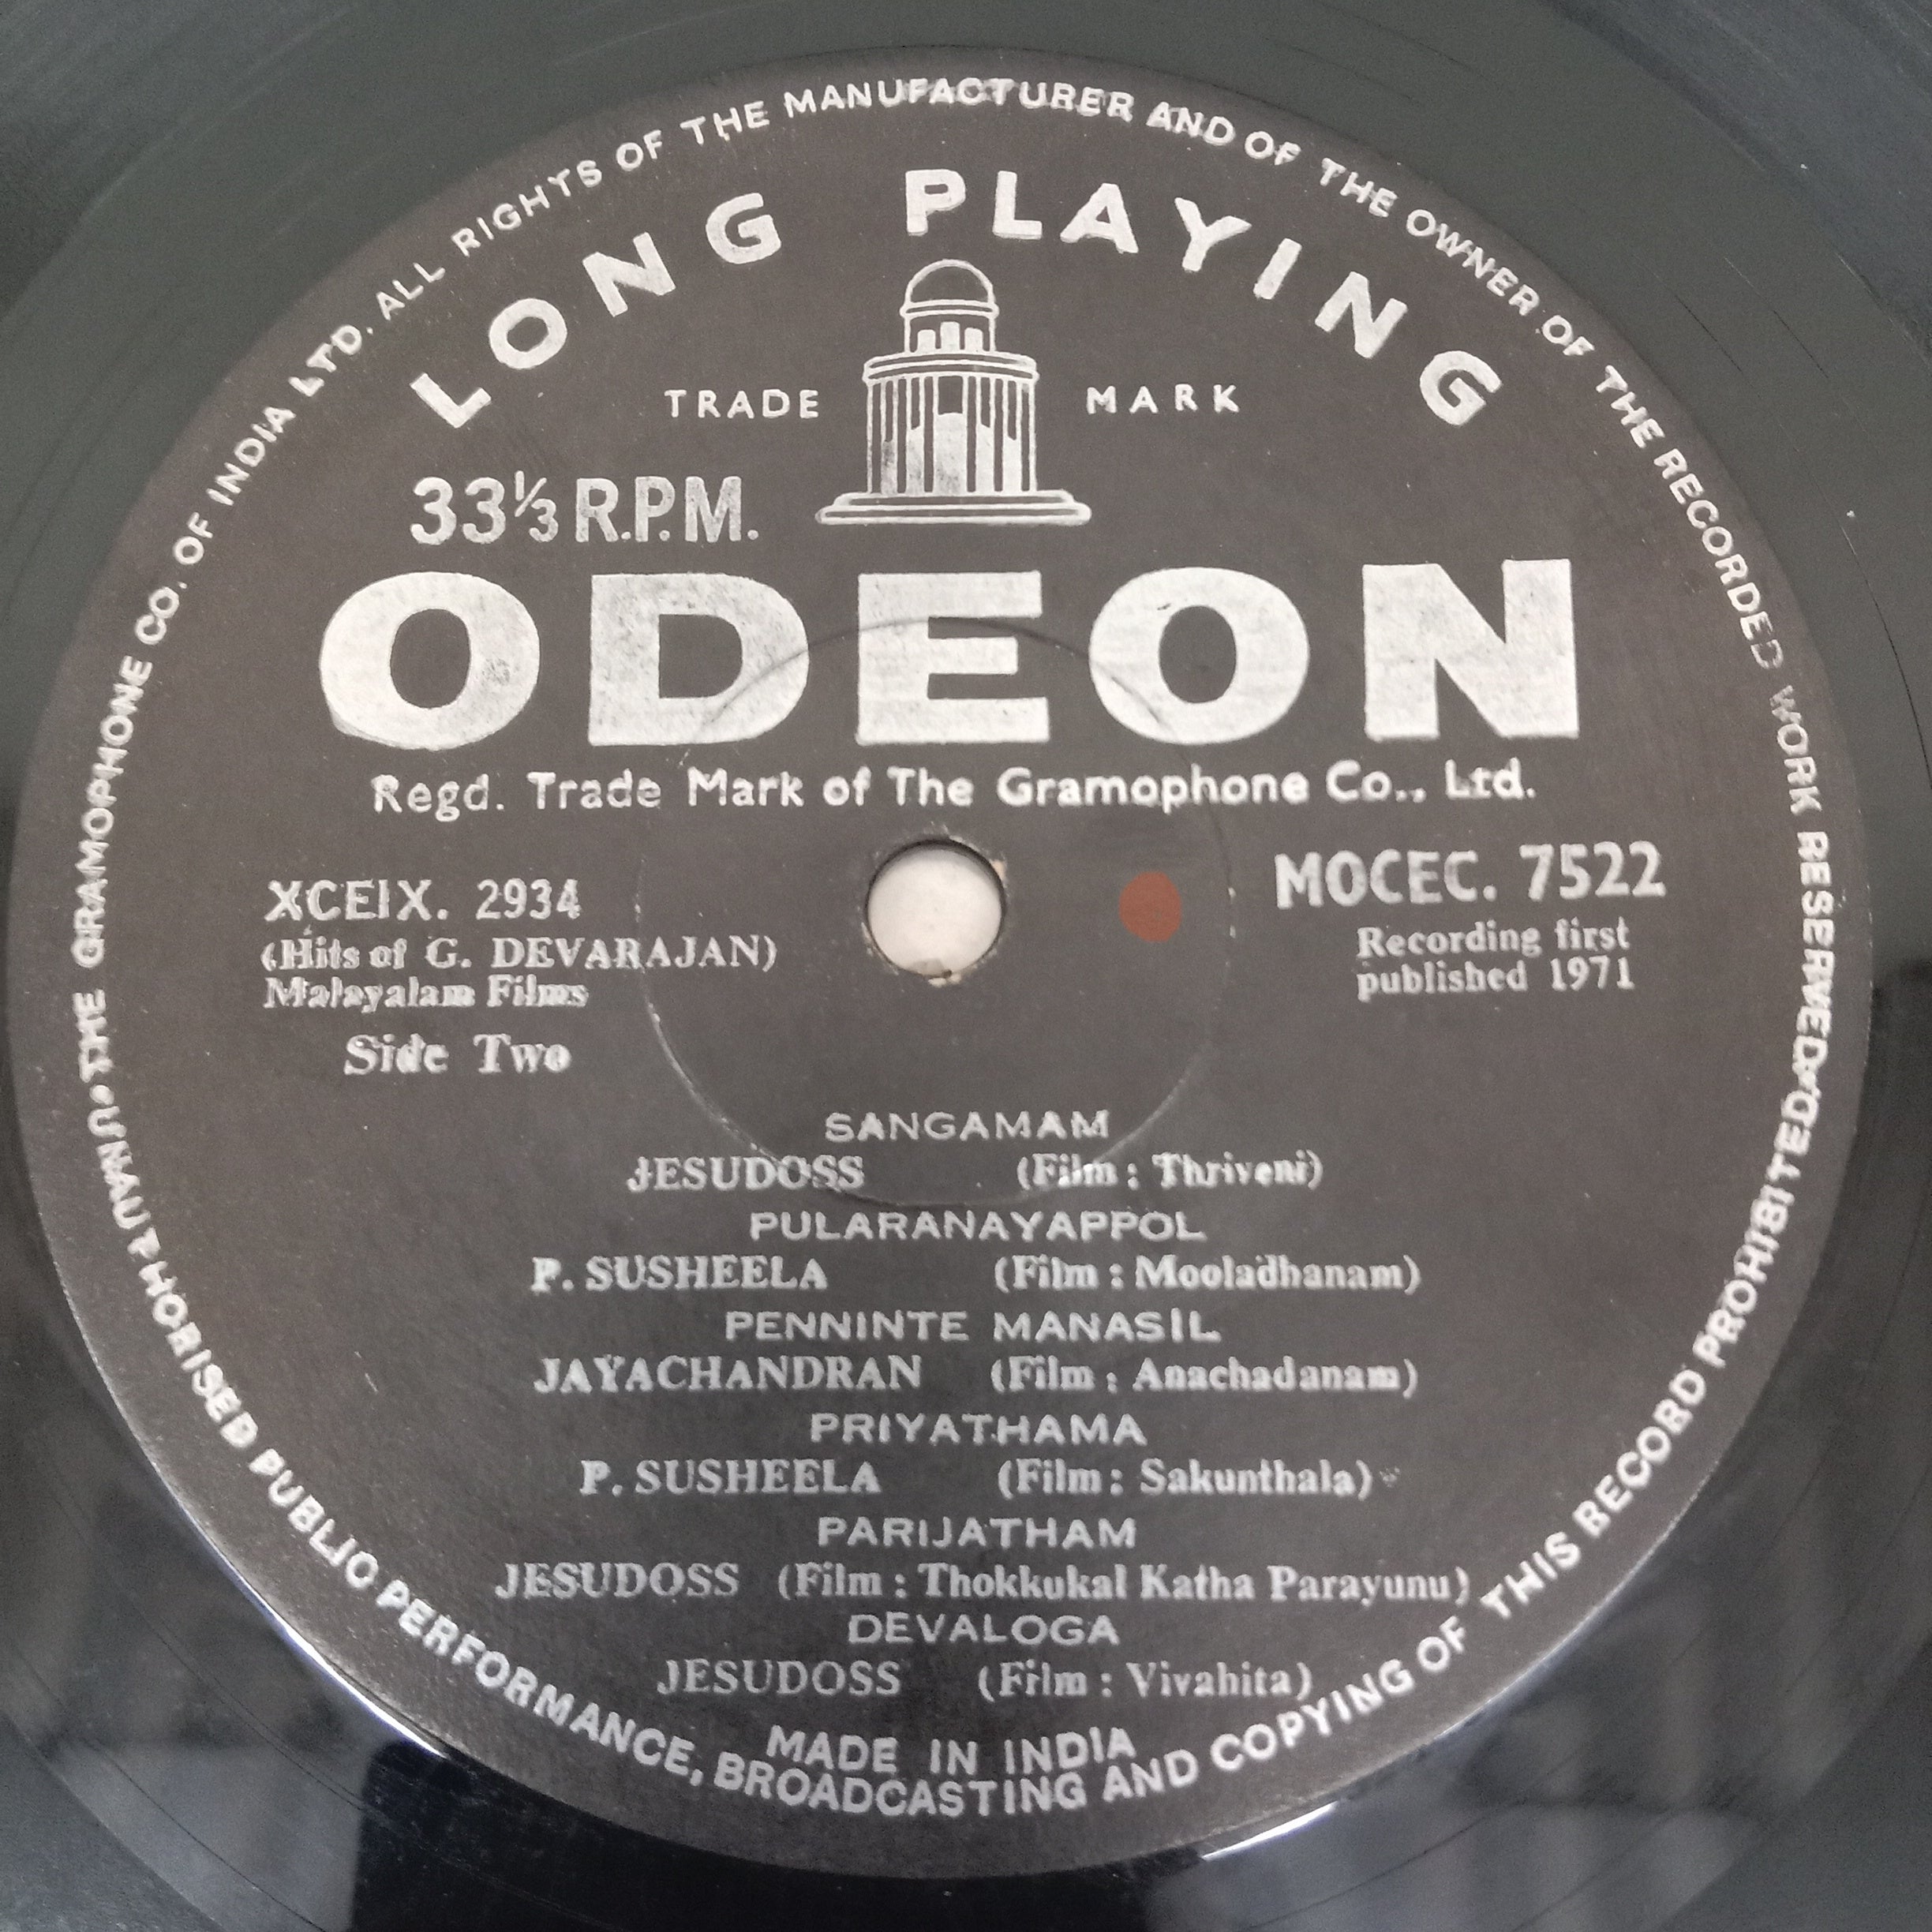 THE GRAMOPHONE CO. OF INDIA LTD. ALL RIGHTS OF THE MANUFACTURER AND OF THE OWNER OF THE RECORDED WORK RESERVED.
UNAUTHORISED PUBLIC PERFORMANCE, BROADCASTING AND COPYING OF THIS RECORD PROHIBITED.
LONG PLAYING
TRADE MARK
33⅓ R.P.M.
ODEON
Regd. Trade Mark of The Gramophone Co., Ltd.
XCEIX. 2934
(Hits of G. DEVARAJAN)
Malayalam Films
Side Two
MOCEC. 7522
Recording first
published 1971
SANGAMAM
JESUDOSS (Film : Thriveni)
PULARANAYAPPOL
P. SUSHEELA (Film : Mooladhanam)
PENNINTE MANASIL
JAYACHANDRAN (Film : Anachadanam)
PRIYATHAMA
P. SUSHEELA (Film : Sakunthala)
PARIJATHAM
JESUDOSS (Film : Thokkukal Katha Parayunu)
DEVALOGA
JESUDOSS (Film : Vivahita)
MADE IN INDIA